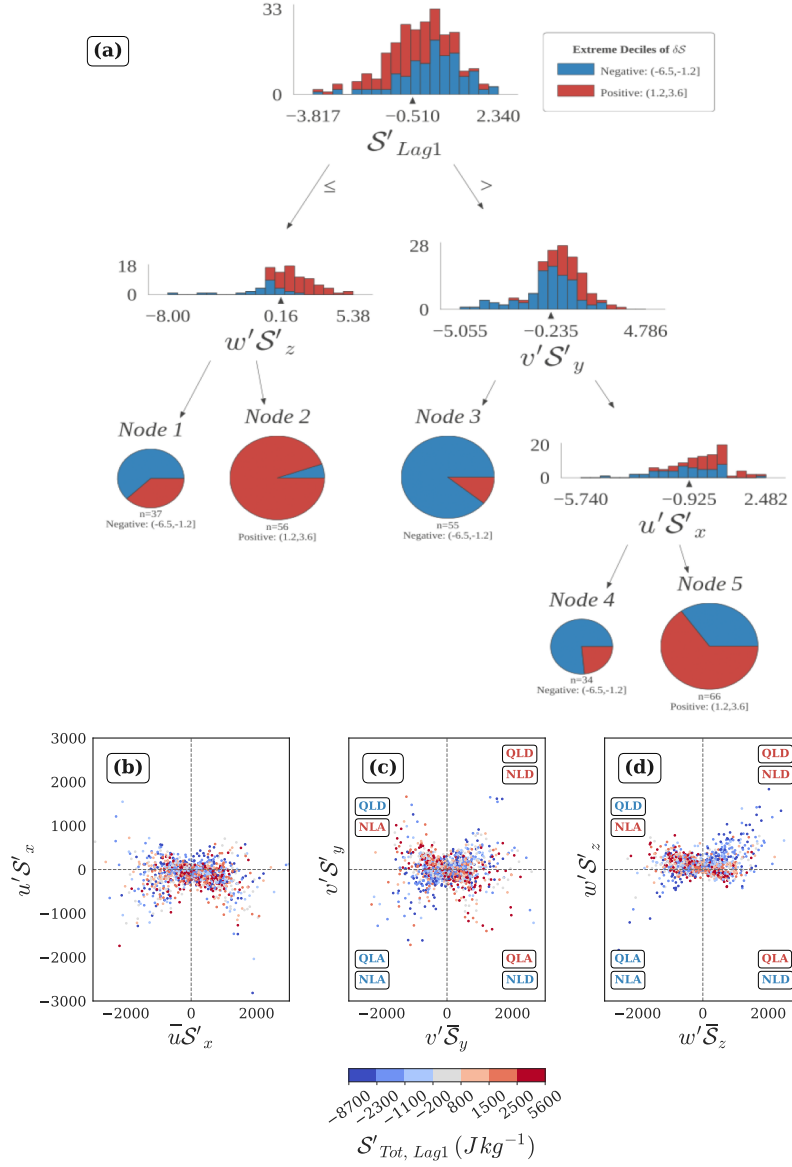 (a)
33
0
−3.817 −0.510 2.340
S′ Lag1
Extreme Deciles of δS
Negative: (-6.5,-1.2]
Positive: (1.2,3.6]
≤
>
18
0
−8.00 0.16 5.38
w′S′z
28
0
−5.055 −0.235 4.786
v′S′y
Node 1
n=37
Negative: (-6.5,-1.2]
Node 2
n=56
Positive: (1.2,3.6]
Node 3
n=55
Negative: (-6.5,-1.2]
20
0
−5.740 −0.925 2.482
u′S′x
Node 4
n=34
Negative: (-6.5,-1.2]
Node 5
n=66
Positive: (1.2,3.6]
3000
2000
1000
0
−1000
−2000
−3000
u′S′x
(b)
−2000 0 2000
u̅S′x
(c)
QLD
NLD
QLD
NLA
v′S′y
QLA
NLA
QLA
NLD
−2000 0 2000
v′S̅y
(d)
QLD
NLD
QLD
NLA
w′S′z
QLA
NLA
QLA
NLD
−2000 0 2000
w′S̅z
−8700 −2300 −1100 −200 800 1500 2500 5600
S′Tot, Lag1 (Jkg⁻¹)